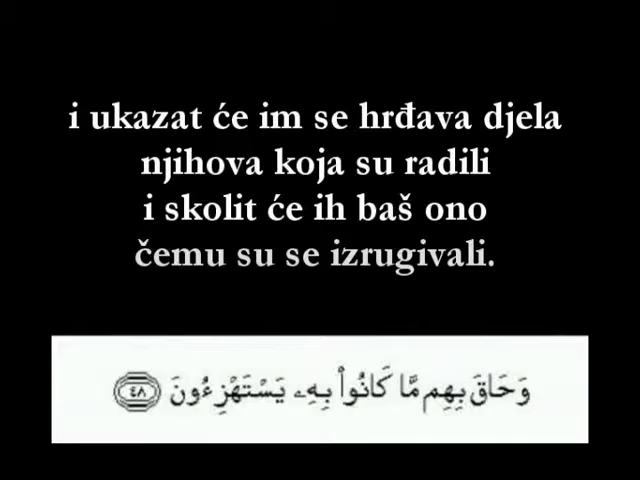 i ukazat će im se hrđava djela
njihova koja su radili
i skolit će ih baš ono
čemu su se izrugivali.
وَحَاقَ بِهِم مَّا كَانُوا۟ بِهِۦ يَسْتَهْزِءُونَ ٤٨